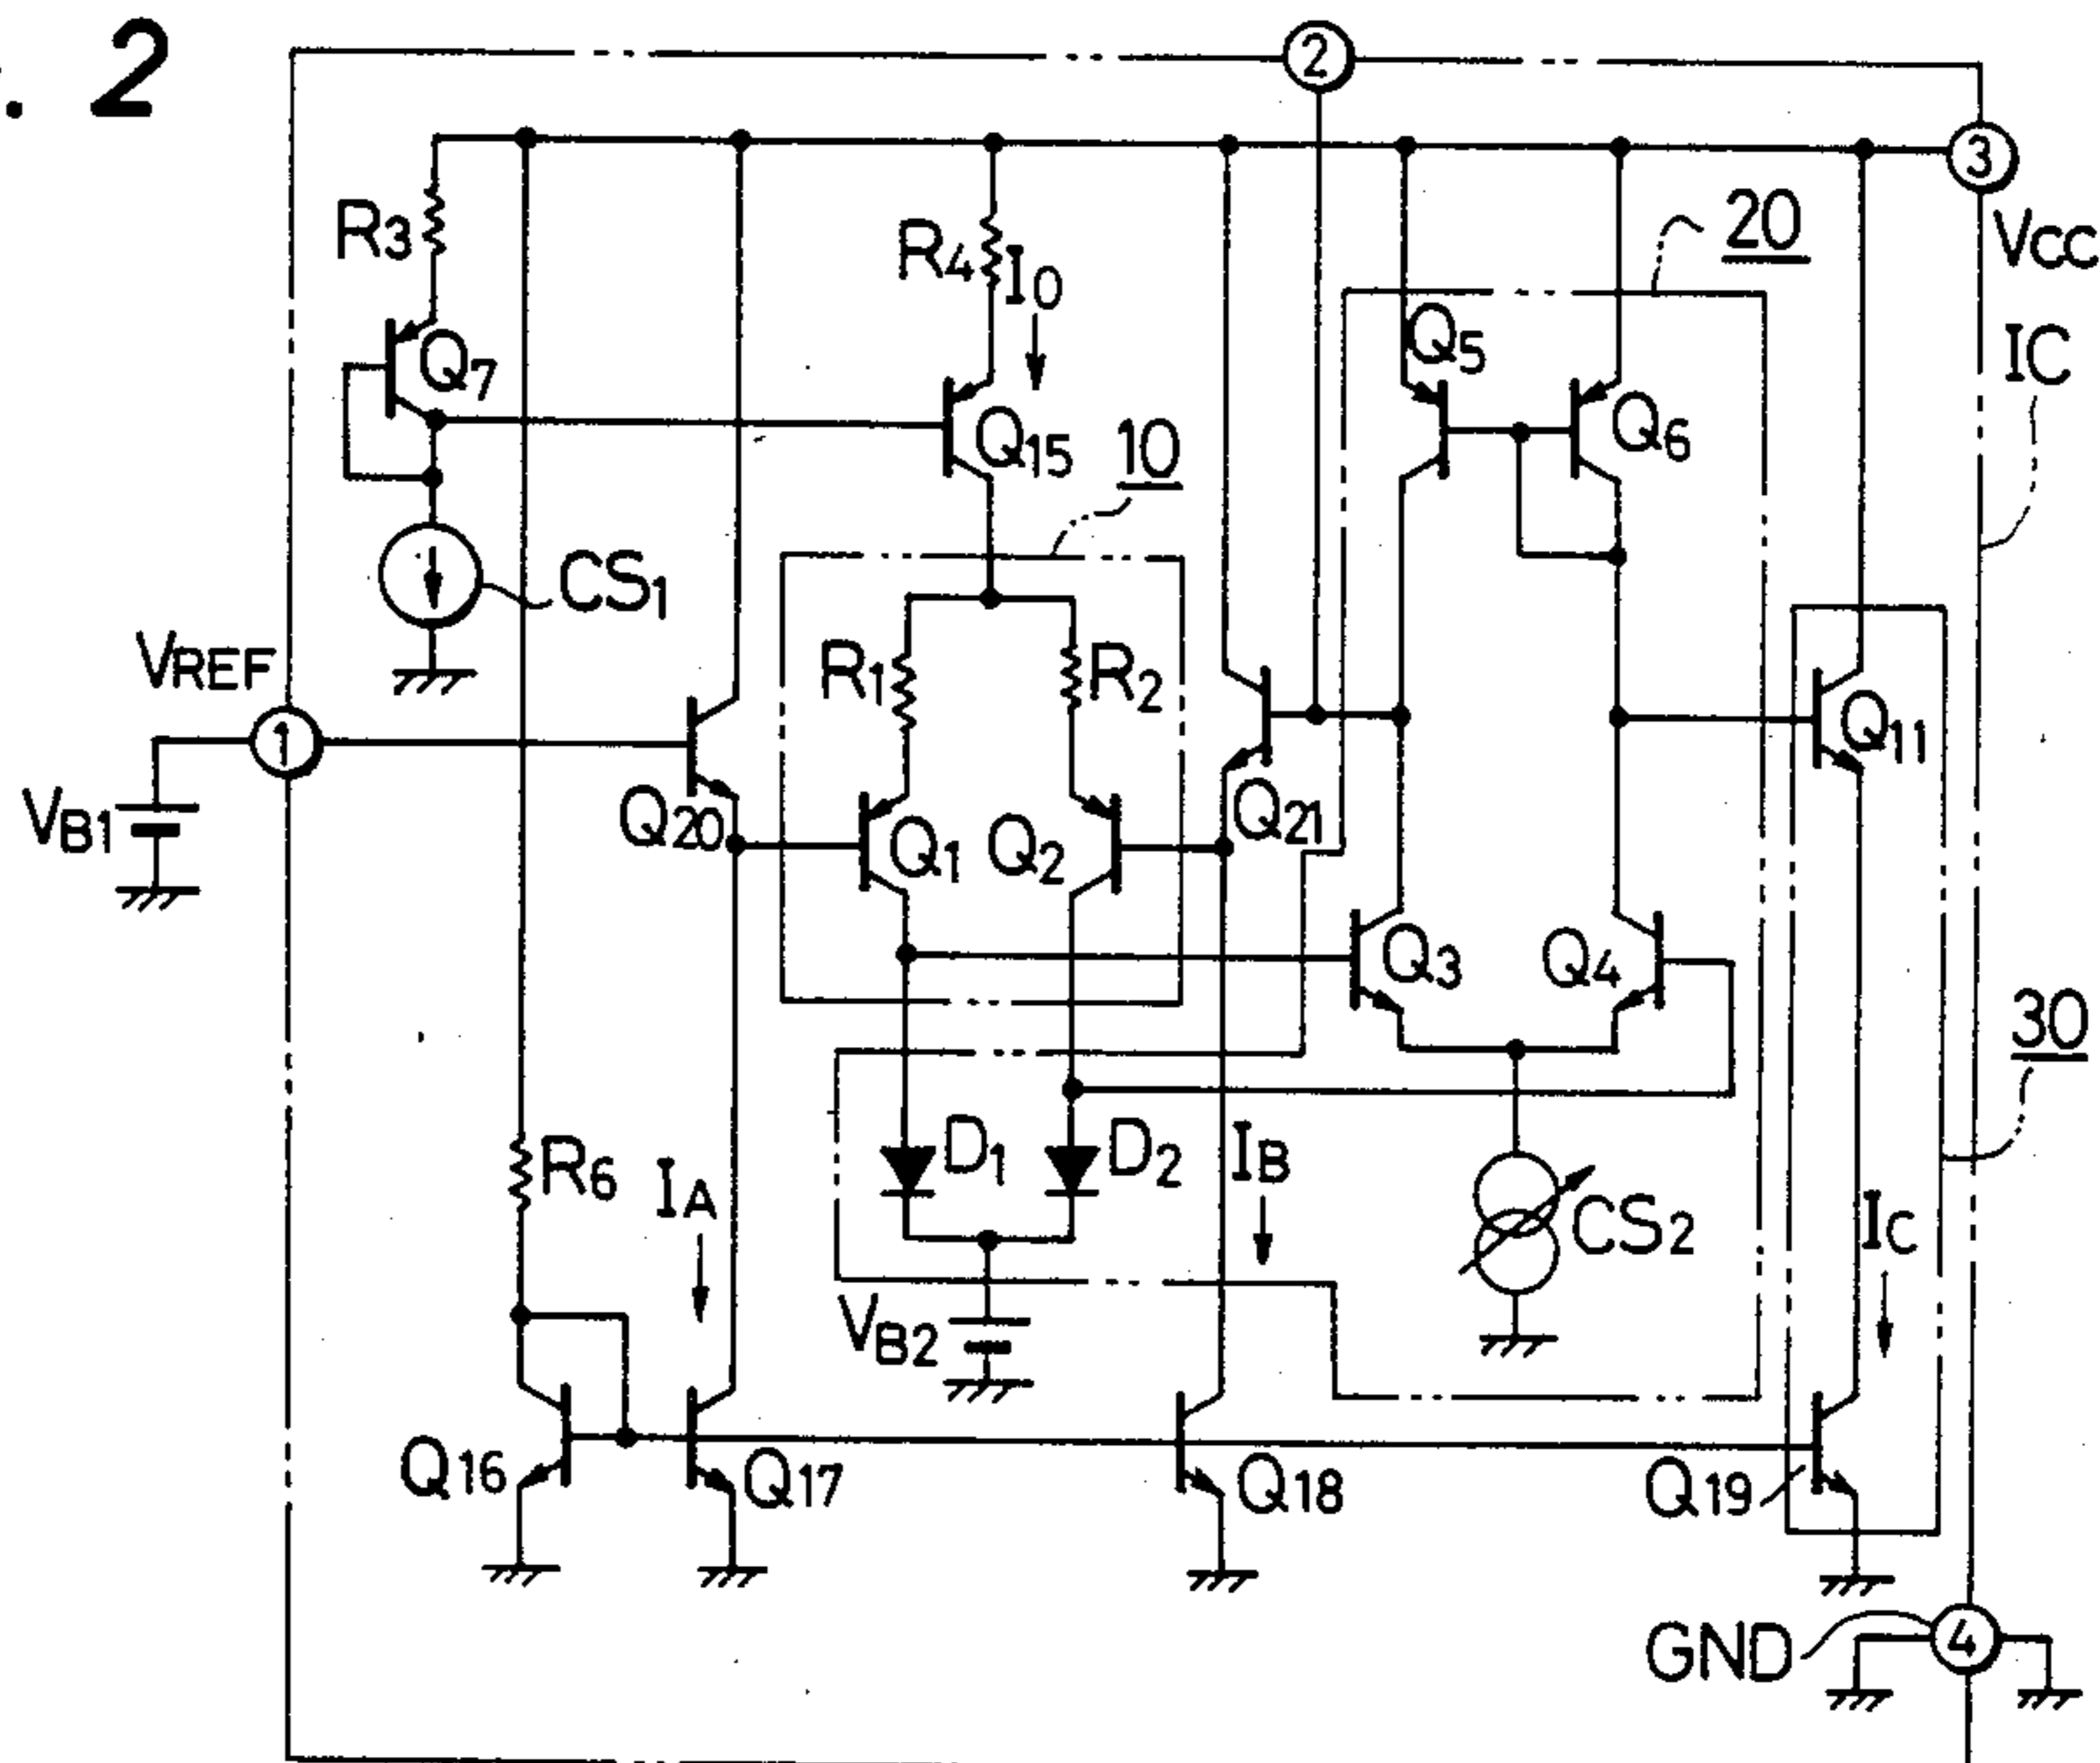 . 2
2
3
VCC
R3
R4
IO
20
Q7
Q5
IC
Q15
10
Q6
CS1
VREF
R1
R2
1
Q11
VB1
Q20
Q1
Q2
Q21
Q3
Q4
30
D1
D2
IB
R6
IA
CS2
IC
VB2
Q16
Q17
Q18
Q19
GND
4